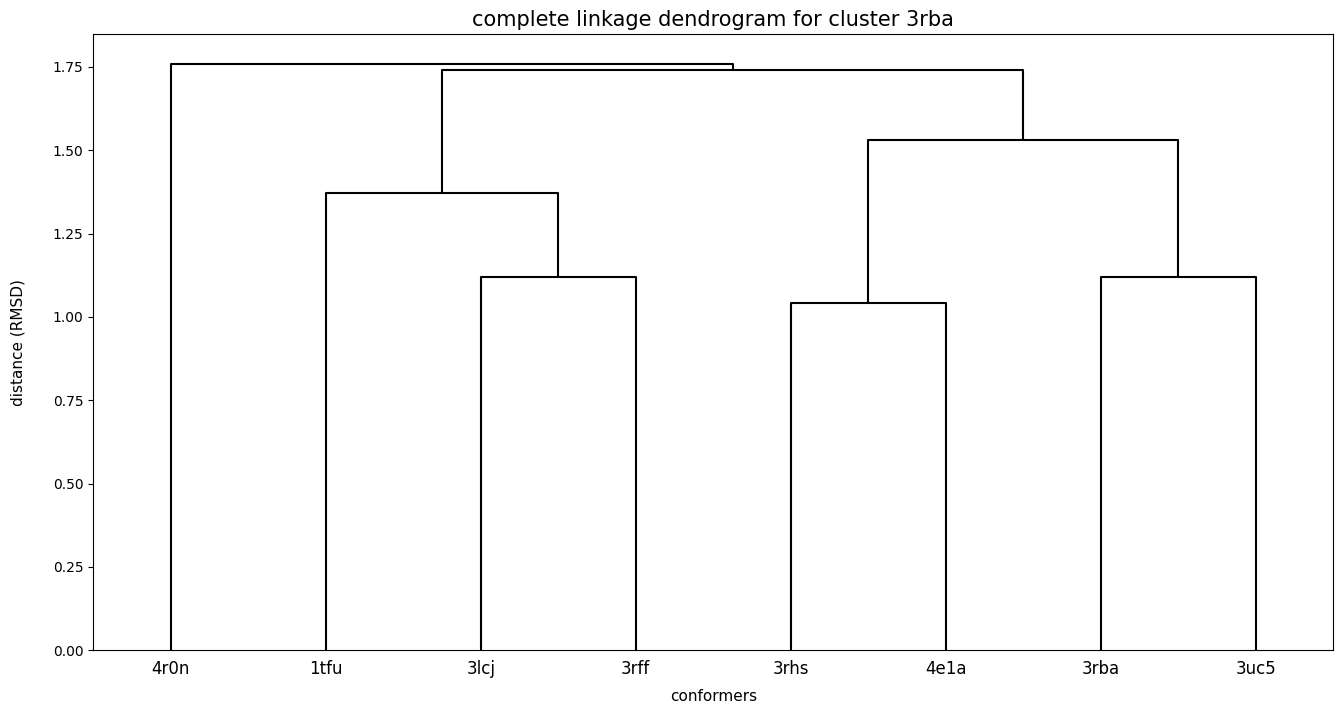 complete linkage dendrogram for cluster 3rba
1.75
1.50
1.25
1.00
0.75
0.50
0.25
0.00
distance (RMSD)
4r0n 1tfu 3lcj 3rff 3rhs 4e1a 3rba 3uc5
conformers